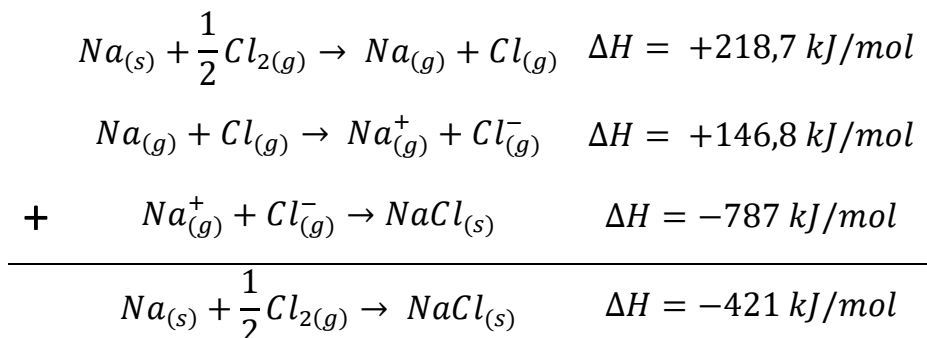 Na(s) + 1/2 Cl2(g) → Na(g) + Cl(g) ΔH = +218,7 kJ/mol
Na(g) + Cl(g) → Na+(g) + Cl−(g) ΔH = +146,8 kJ/mol
+ Na+(g) + Cl−(g) → NaCl(s) ΔH = −787 kJ/mol
Na(s) + 1/2 Cl2(g) → NaCl(s) ΔH = −421 kJ/mol